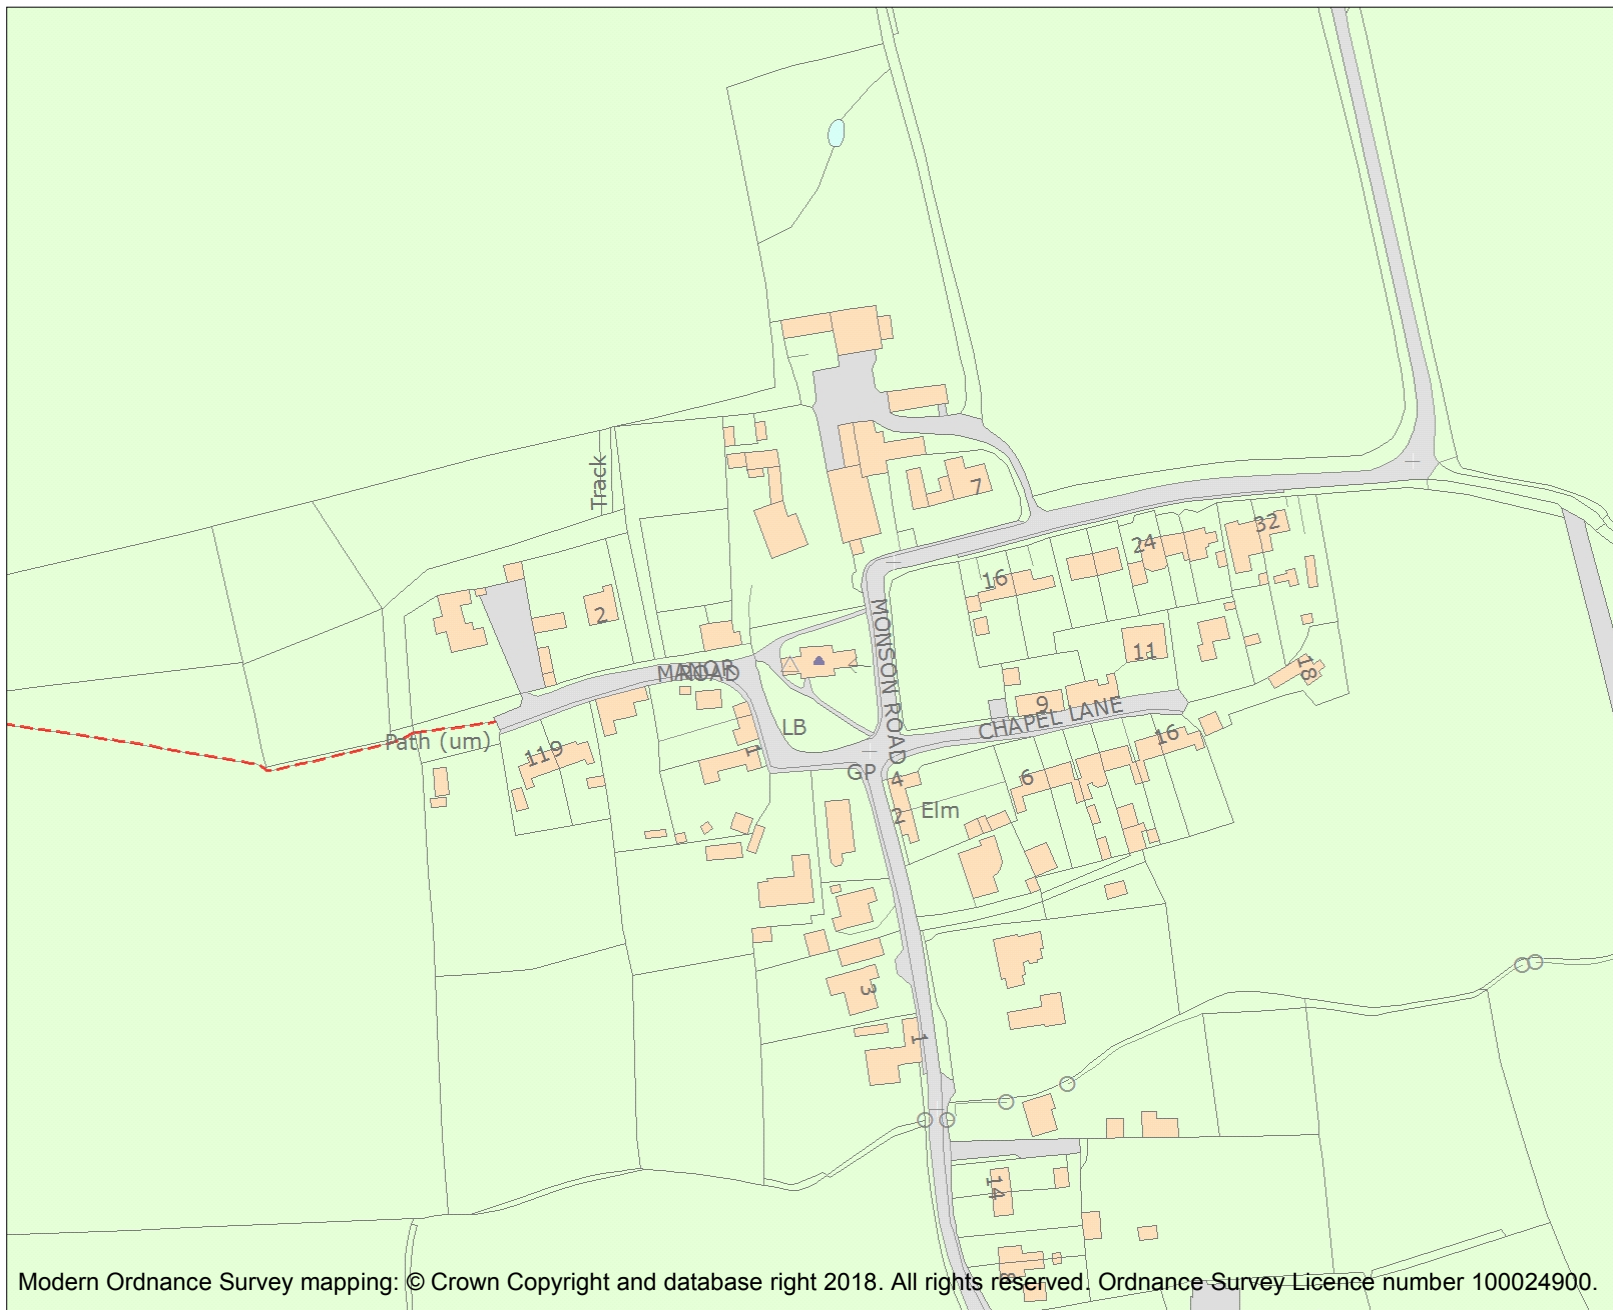 Track
7
32
24
16
2
MONSON ROAD
11
MANOR
ROAD
18
9
CHAPEL LANE
LB
16
Path (um)
119
1
GP
4
6
2
Elm
3
1
14
8
Modern Ordnance Survey mapping: © Crown Copyright and database right 2018. All rights reserved. Ordnance Survey Licence number 100024900.